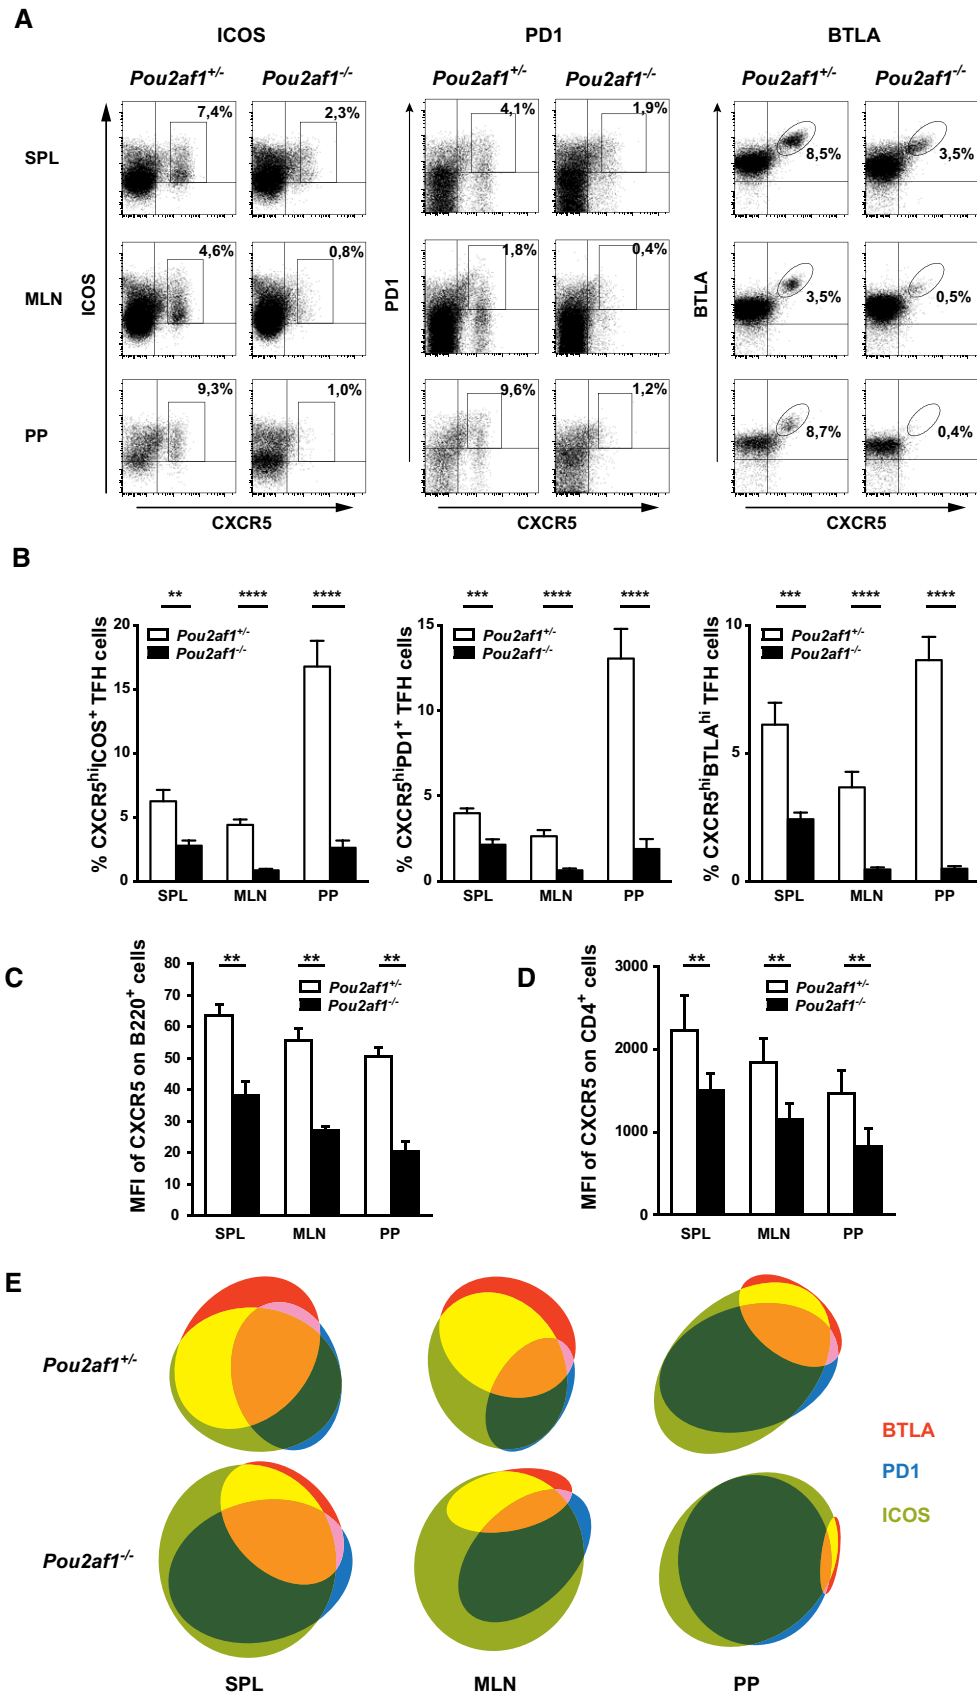 A
ICOS PD1 BTLA
Pou2af1+/- Pou2af1-/- Pou2af1+/- Pou2af1-/- Pou2af1+/- Pou2af1-/-
SPL 7,4% 2,3% 4,1% 1,9% 8,5% 3,5%
MLN 4,6% 0,8% 1,8% 0,4% 3,5% 0,5%
PP 9,3% 1,0% 9,6% 1,2% 8,7% 0,4%
ICOS PD1 BTLA
CXCR5 CXCR5 CXCR5
B
% CXCR5hiICOS+ TFH cells
** **** ****
20
15
10
5
0
Pou2af1+/-
Pou2af1-/-
SPL MLN PP
% CXCR5hiPD1+ TFH cells
*** **** ****
15
10
5
0
Pou2af1+/-
Pou2af1-/-
SPL MLN PP
% CXCR5hiBTLAhi TFH cells
*** **** ****
10
5
0
Pou2af1+/-
Pou2af1-/-
SPL MLN PP
C
MFI of CXCR5 on B220+ cells
** ** **
80
70
60
50
40
30
20
10
0
Pou2af1+/-
Pou2af1-/-
SPL MLN PP
D
MFI of CXCR5 on CD4+ cells
** ** **
3000
2000
1000
0
Pou2af1+/-
Pou2af1-/-
SPL MLN PP
E
Pou2af1+/-
BTLA
PD1
ICOS
Pou2af1-/-
SPL MLN PP